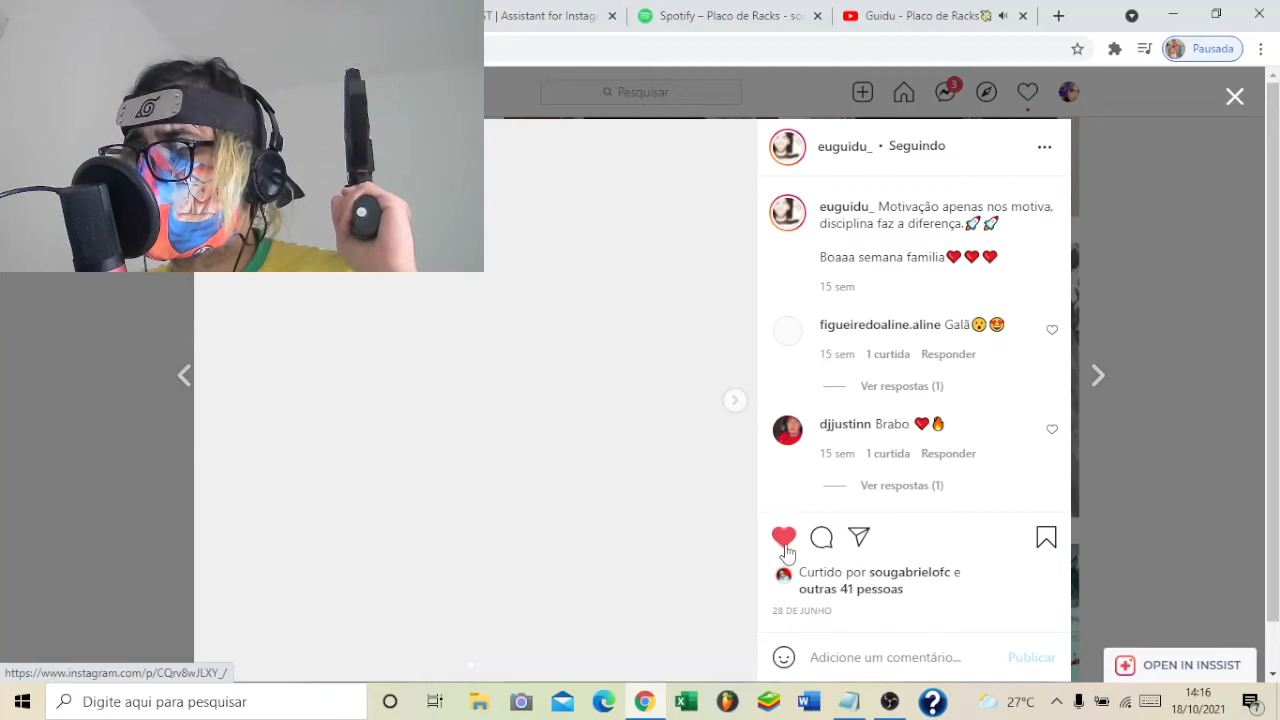 ST | Assistant for Instag
Spotify – Placo de Racks - so
Guidu - Placo de Racks
Pausada
Pesquisar
3
euguidu_ • Seguindo
euguidu_ Motivação apenas nos motiva,
disciplina faz a diferença.🚀🚀
Boaaa semana familia❤❤❤
15 sem
figueiredoaline.aline Galã😯😍
15 sem 1 curtida Responder
Ver respostas (1)
djjustinn Brabo ❤🔥
15 sem 1 curtida Responder
Ver respostas (1)
Curtido por sougabrielofc e
outras 41 pessoas
28 DE JUNHO
Adicione um comentário... Publicar
OPEN IN INSSIST
https://www.instagram.com/p/CQrv8wJLXY_/
Digite aqui para pesquisar
27°C
14:16
18/10/2021